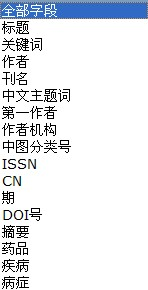 全部字段
标题
关键词
作者
刊名
中文主题词
第一作者
作者机构
中图分类号
ISSN
CN
期
DOI号
摘要
药品
疾病
病症